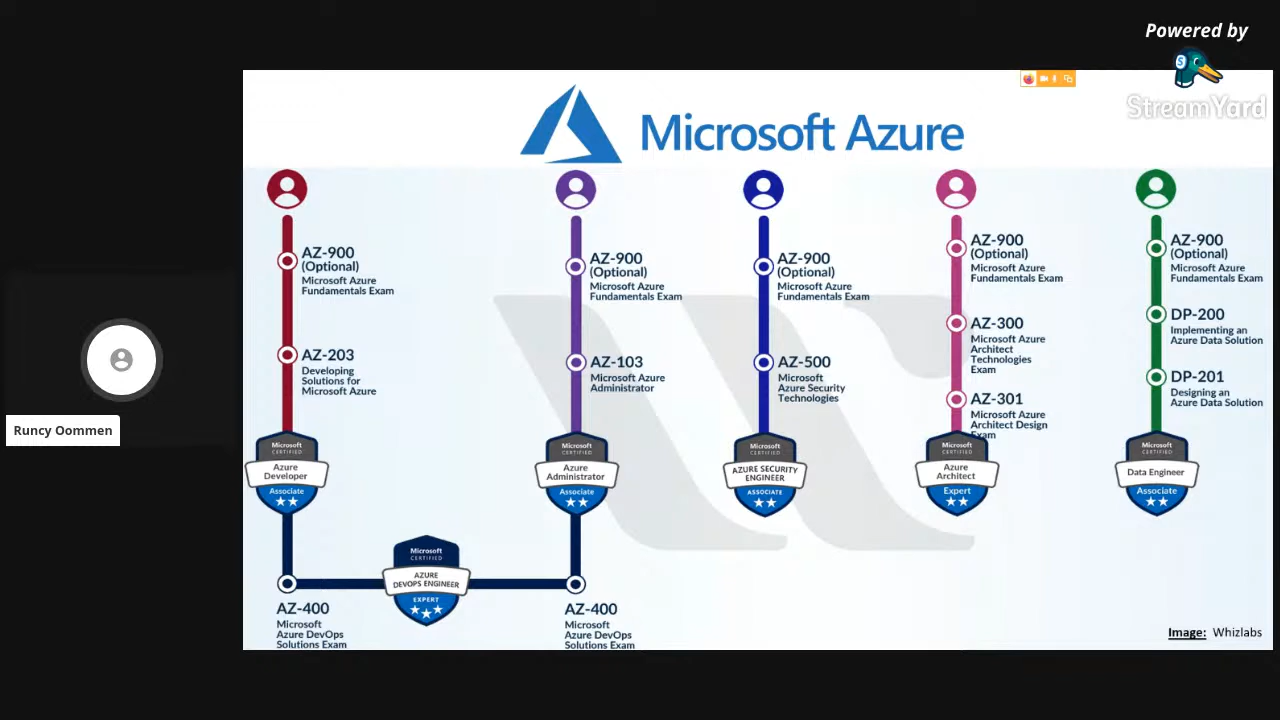 Powered by
StreamYard
Microsoft Azure
AZ-900
(Optional)
Microsoft Azure
Fundamentals Exam
AZ-203
Developing
Solutions for
Microsoft Azure
Microsoft
CERTIFIED
Azure
Developer
Associate
AZ-400
Microsoft
Azure DevOps
Solutions Exam
Microsoft
CERTIFIED
AZURE
DEVOPS ENGINEER
EXPERT
AZ-900
(Optional)
Microsoft Azure
Fundamentals Exam
AZ-103
Microsoft Azure
Administrator
Microsoft
CERTIFIED
Azure
Administrator
Associate
AZ-400
Microsoft
Azure DevOps
Solutions Exam
AZ-900
(Optional)
Microsoft Azure
Fundamentals Exam
AZ-500
Microsoft
Azure Security
Technologies
Microsoft
CERTIFIED
AZURE SECURITY
ENGINEER
ASSOCIATE
AZ-900
(Optional)
Microsoft Azure
Fundamentals Exam
AZ-300
Microsoft Azure
Architect
Technologies
Exam
AZ-301
Microsoft Azure
Architect Design
Exam
Microsoft
CERTIFIED
Azure
Architect
Expert
AZ-900
(Optional)
Microsoft Azure
Fundamentals Exam
DP-200
Implementing an
Azure Data Solution
DP-201
Designing an
Azure Data Solution
Microsoft
CERTIFIED
Data Engineer
Associate
Image: Whizlabs
Runcy Oommen